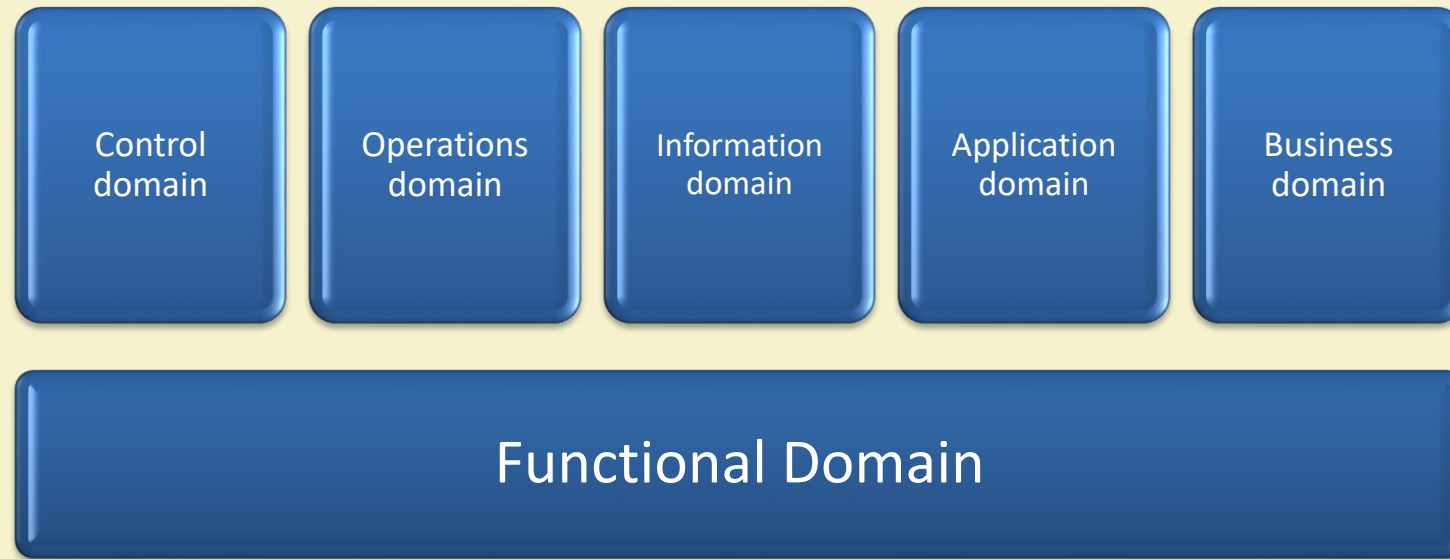 Control
domain
Operations
domain
Information
domain
Application
domain
Business
domain
Functional Domain